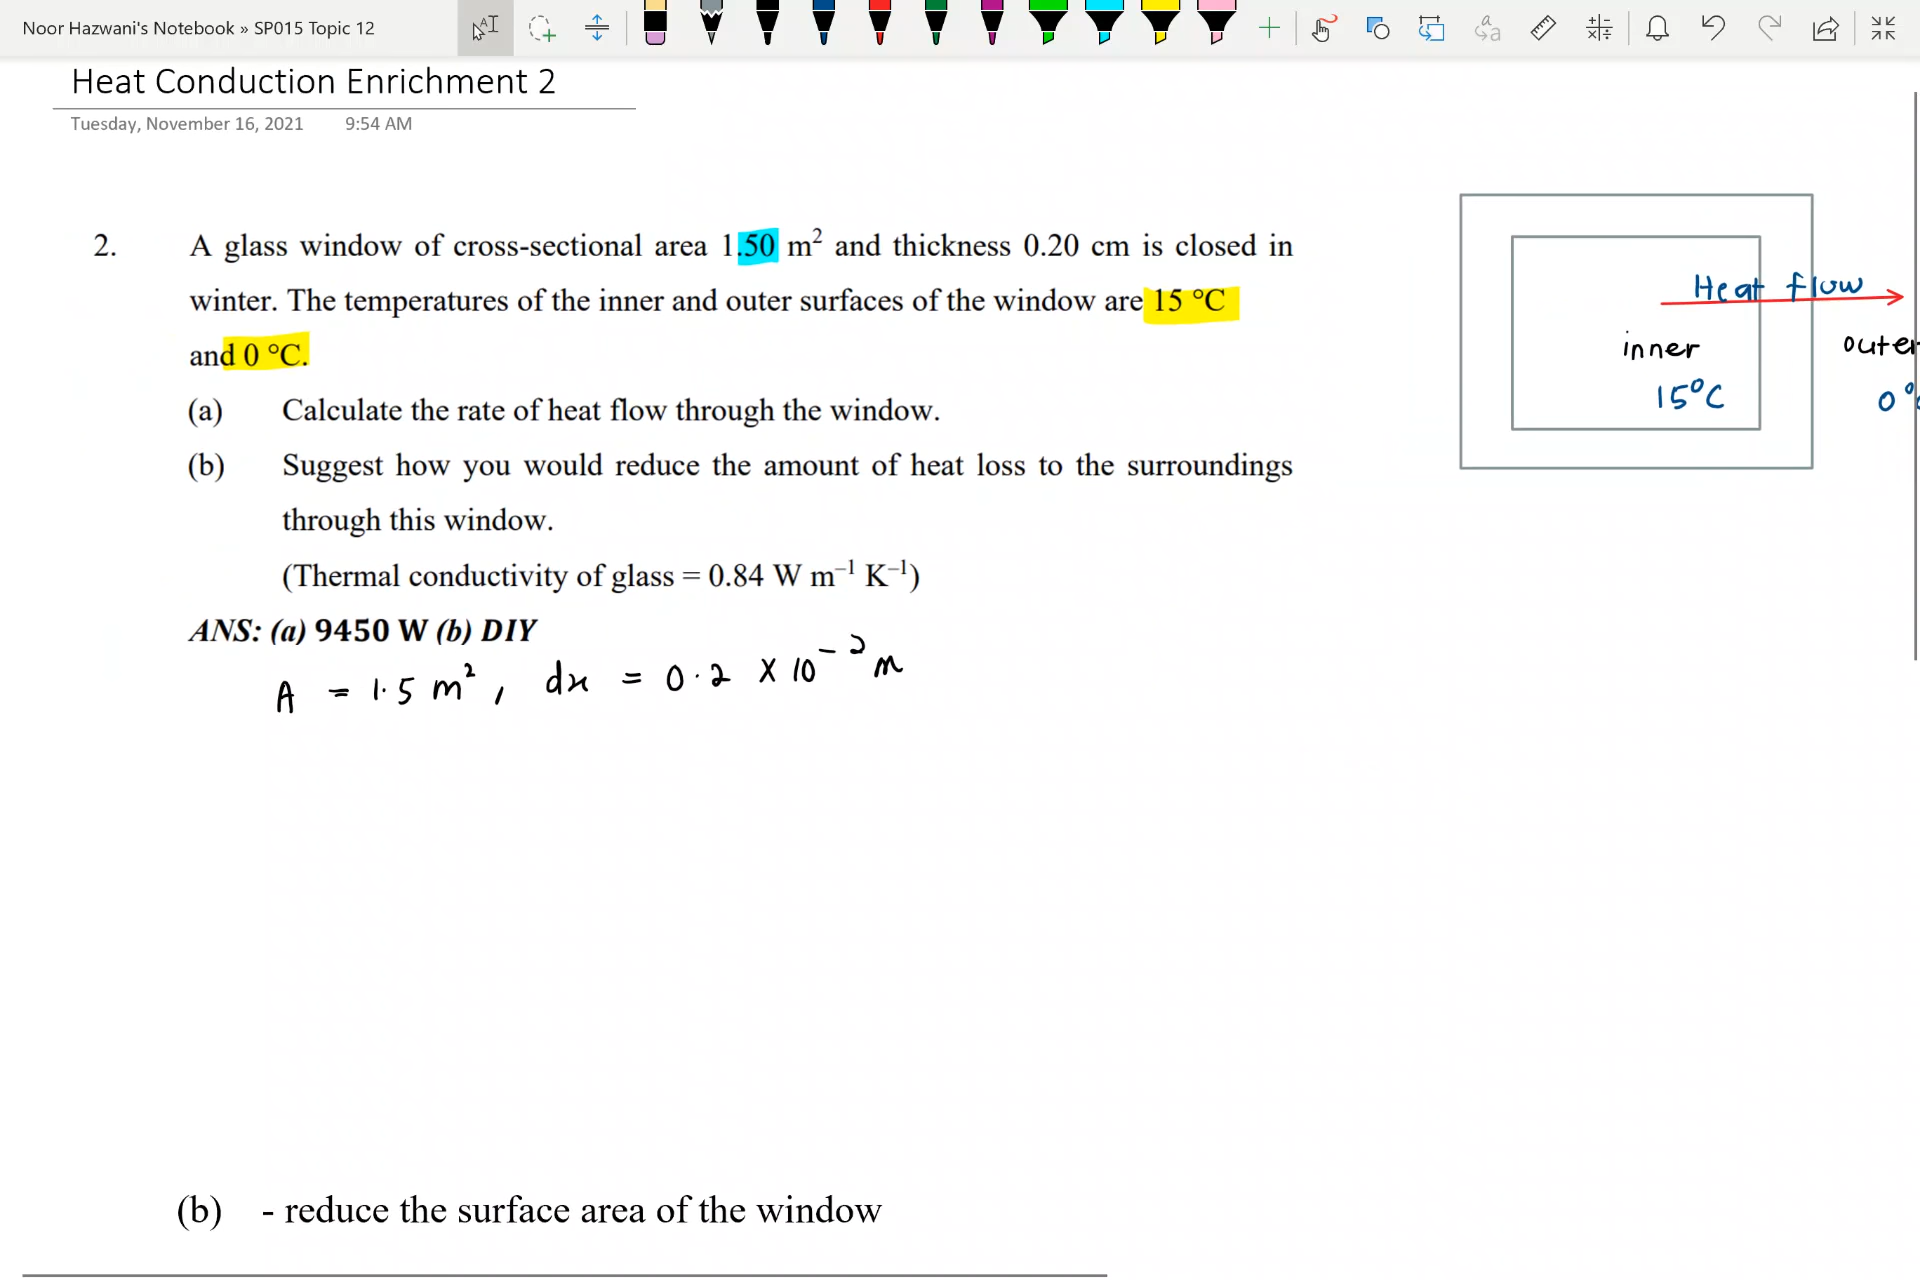 Noor Hazwani's Notebook » SP015 Topic 12
Heat Conduction Enrichment 2
Tuesday, November 16, 2021 9:54 AM
2. A glass window of cross-sectional area 1.50 m² and thickness 0.20 cm is closed in
winter. The temperatures of the inner and outer surfaces of the window are 15 °C
and 0 °C.
(a) Calculate the rate of heat flow through the window.
(b) Suggest how you would reduce the amount of heat loss to the surroundings
through this window.
(Thermal conductivity of glass = 0.84 W m⁻¹ K⁻¹)
ANS: (a) 9450 W (b) DIY
A = 1.5 m², dx = 0.2 × 10⁻² m
Heat flow
inner
outer
15°C
0°C
(b) - reduce the surface area of the window